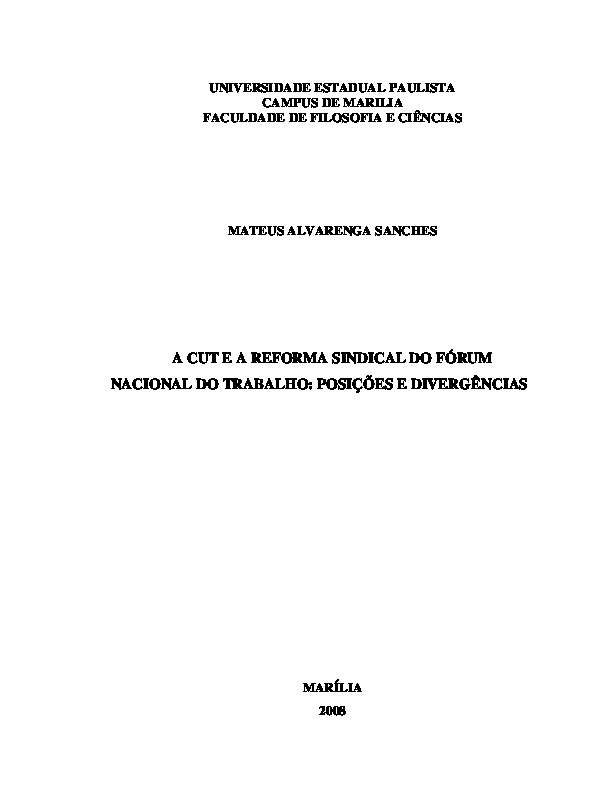 UNIVERSIDADE ESTADUAL PAULISTA
CAMPUS DE MARILIA
FACULDADE DE FILOSOFIA E CIÊNCIAS
MATEUS ALVARENGA SANCHES
A CUT E A REFORMA SINDICAL DO FÓRUM
NACIONAL DO TRABALHO: POSIÇÕES E DIVERGÊNCIAS
MARÍLIA
2008